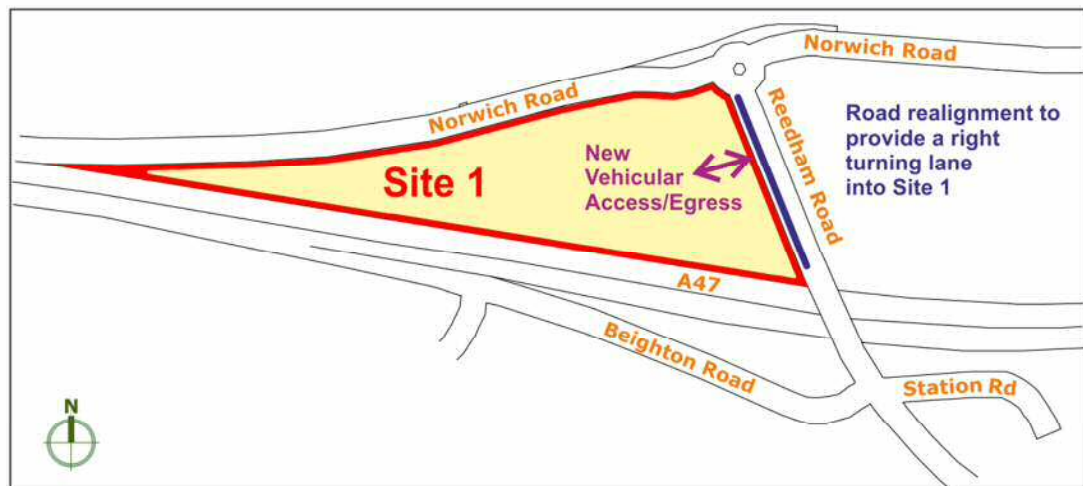 Norwich Road
Norwich Road
Reedham Road
Road realignment to
provide a right
turning lane
into Site 1
New
Vehicular
Access/Egress
Site 1
A47
Beighton Road
Station Rd
N